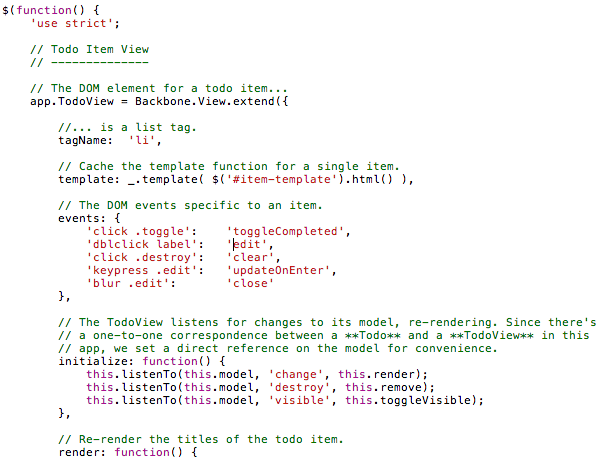 $(function() {
    'use strict';

    // Todo Item View
    // --------------

    // The DOM element for a todo item...
    app.TodoView = Backbone.View.extend({

        //... is a list tag.
        tagName:  'li',

        // Cache the template function for a single item.
        template: _.template( $('#item-template').html() ),

        // The DOM events specific to an item.
        events: {
            'click .toggle':    'toggleCompleted',
            'dblclick label':   'edit',
            'click .destroy':   'clear',
            'keypress .edit':   'updateOnEnter',
            'blur .edit':       'close'
        },

        // The TodoView listens for changes to its model, re-rendering. Since there's
        // a one-to-one correspondence between a **Todo** and a **TodoView** in this
        // app, we set a direct reference on the model for convenience.
        initialize: function() {
            this.listenTo(this.model, 'change', this.render);
            this.listenTo(this.model, 'destroy', this.remove);
            this.listenTo(this.model, 'visible', this.toggleVisible);
        },

        // Re-render the titles of the todo item.
        render: function() {